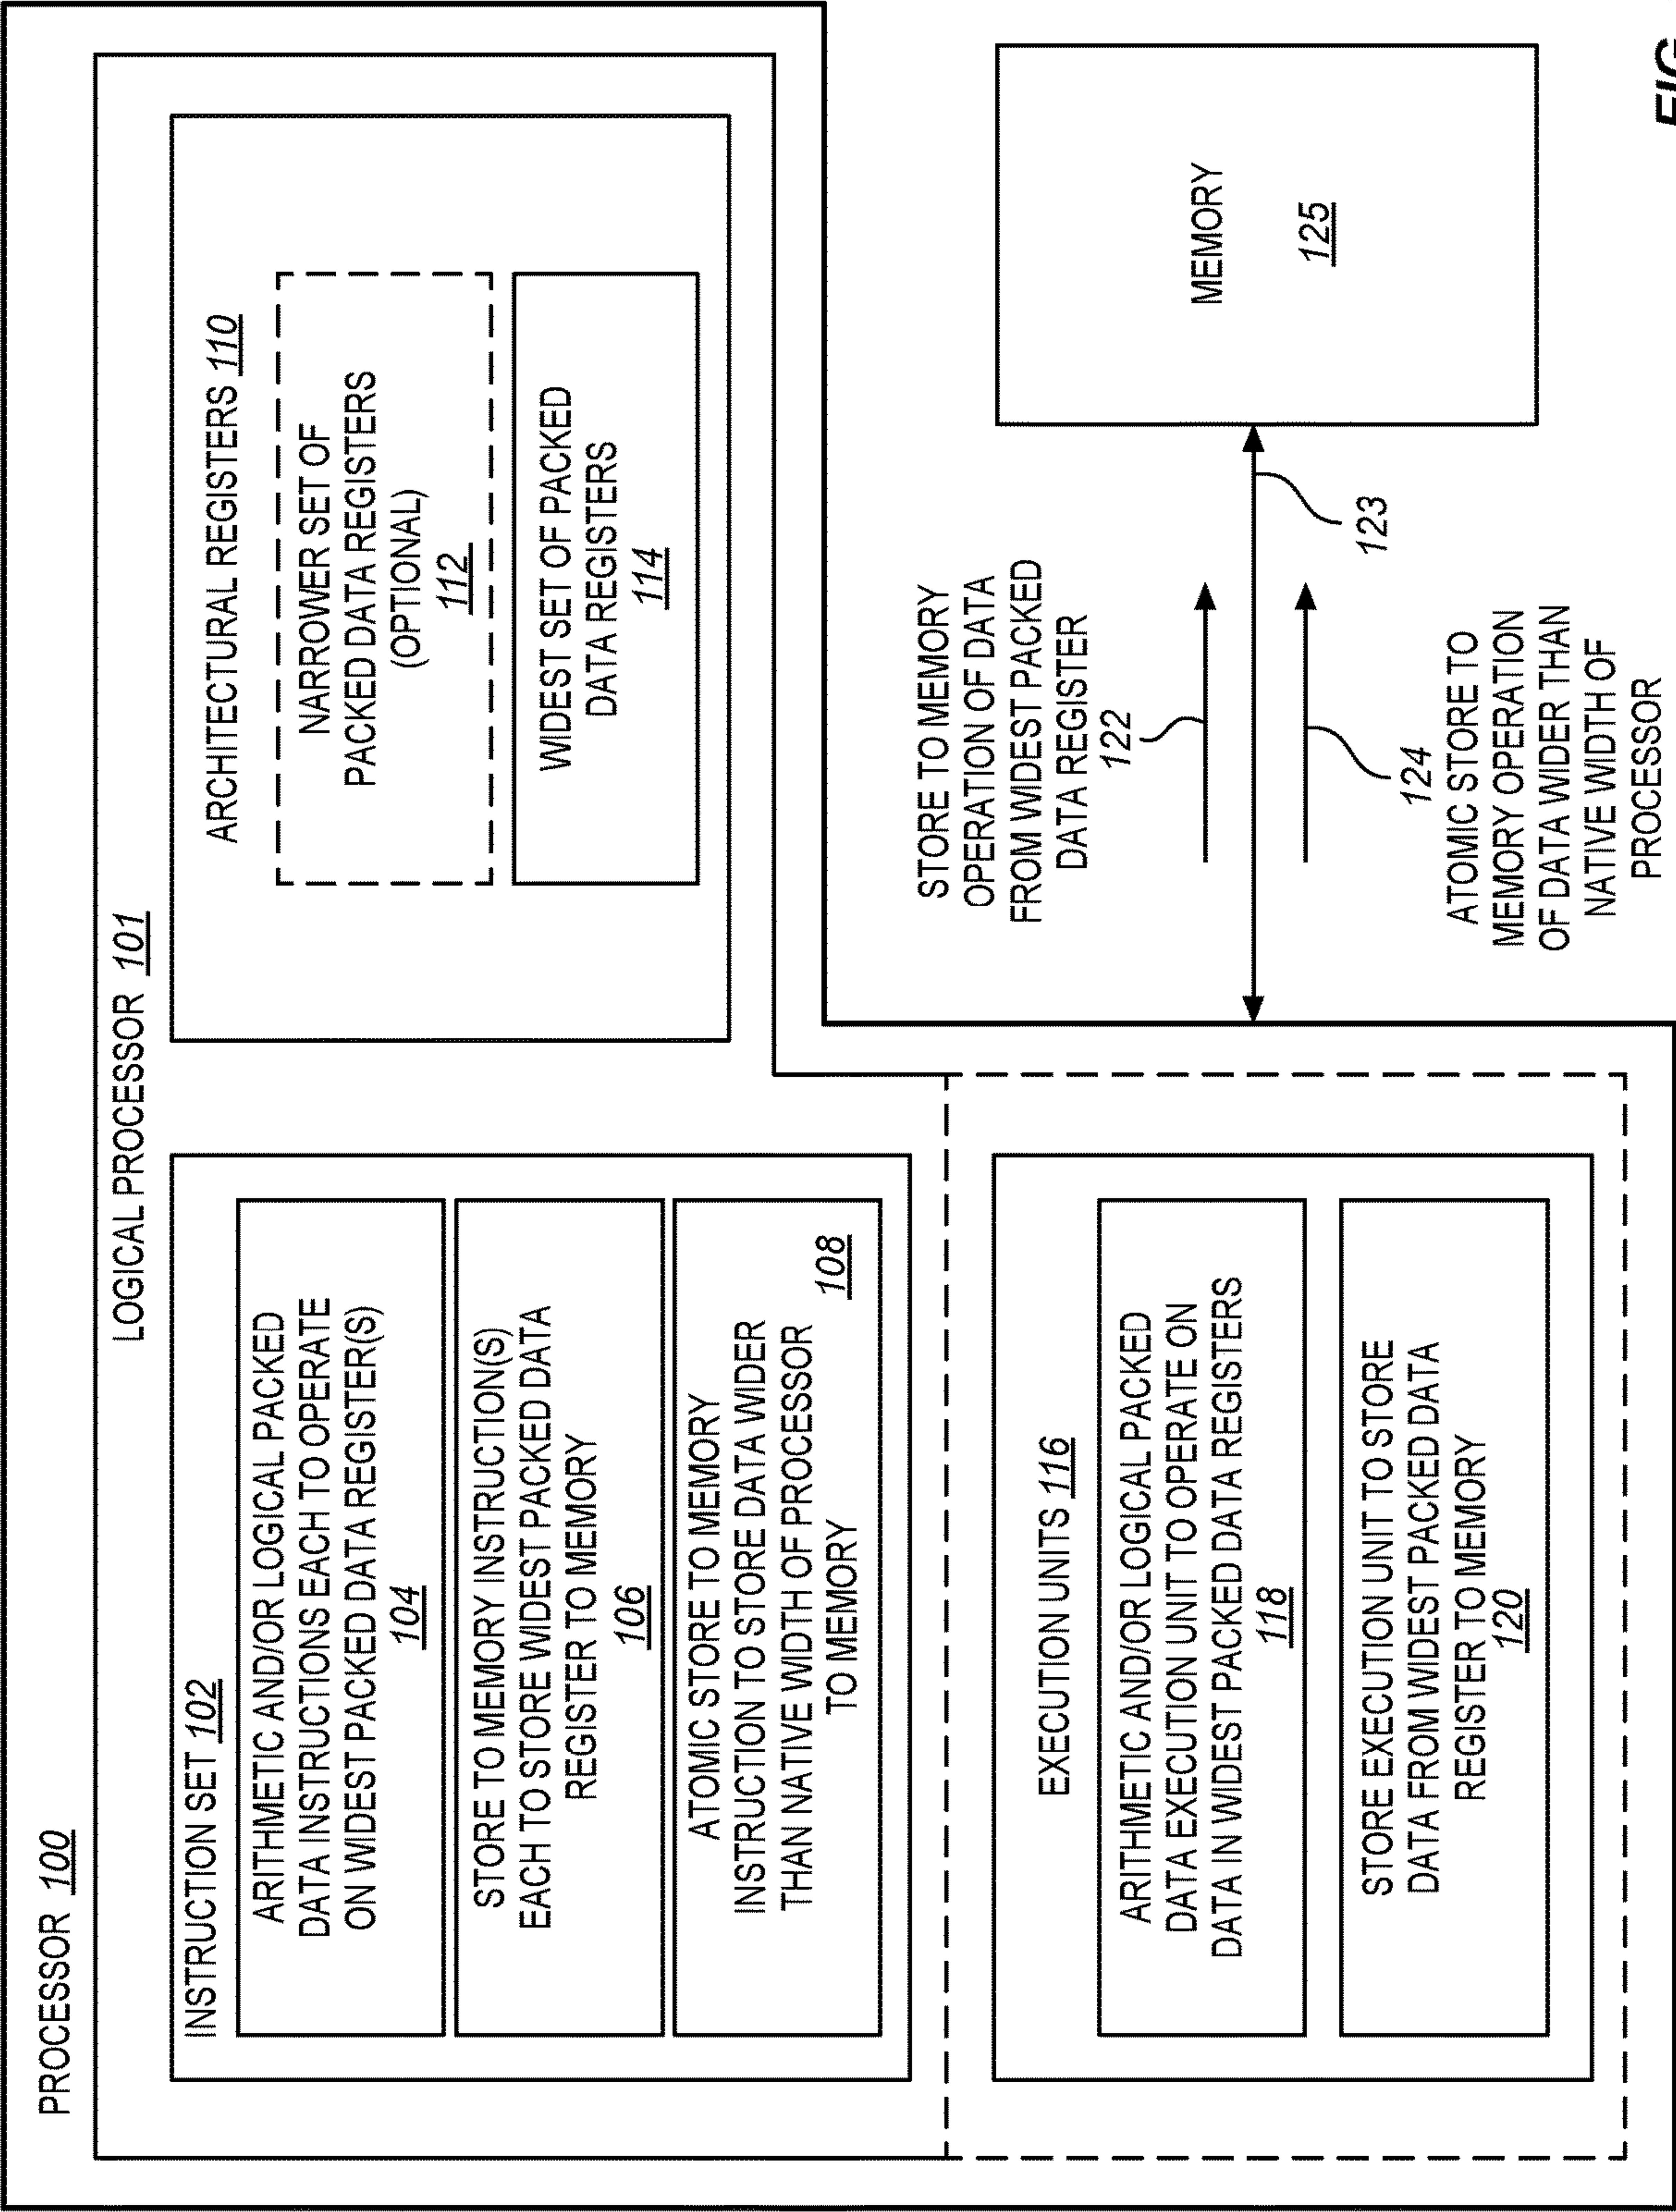 PROCESSOR 100
LOGICAL PROCESSOR 101
INSTRUCTION SET 102
ARITHMETIC AND/OR LOGICAL PACKED
DATA INSTRUCTIONS EACH TO OPERATE
ON WIDEST PACKED DATA REGISTER(S)
104
STORE TO MEMORY INSTRUCTION(S)
EACH TO STORE WIDEST PACKED DATA
REGISTER TO MEMORY
106
ATOMIC STORE TO MEMORY
INSTRUCTION TO STORE DATA WIDER
THAN NATIVE WIDTH OF PROCESSOR
TO MEMORY
108
ARCHITECTURAL REGISTERS 110
NARROWER SET OF
PACKED DATA REGISTERS
(OPTIONAL)
112
WIDEST SET OF PACKED
DATA REGISTERS
114
EXECUTION UNITS 116
ARITHMETIC AND/OR LOGICAL PACKED
DATA EXECUTION UNIT TO OPERATE ON
DATA IN WIDEST PACKED DATA REGISTERS
118
STORE EXECUTION UNIT TO STORE
DATA FROM WIDEST PACKED DATA
REGISTER TO MEMORY
120
STORE TO MEMORY
OPERATION OF DATA
FROM WIDEST PACKED
DATA REGISTER
122
123
124
ATOMIC STORE TO
MEMORY OPERATION
OF DATA WIDER THAN
NATIVE WIDTH OF
PROCESSOR
MEMORY
125
FIG